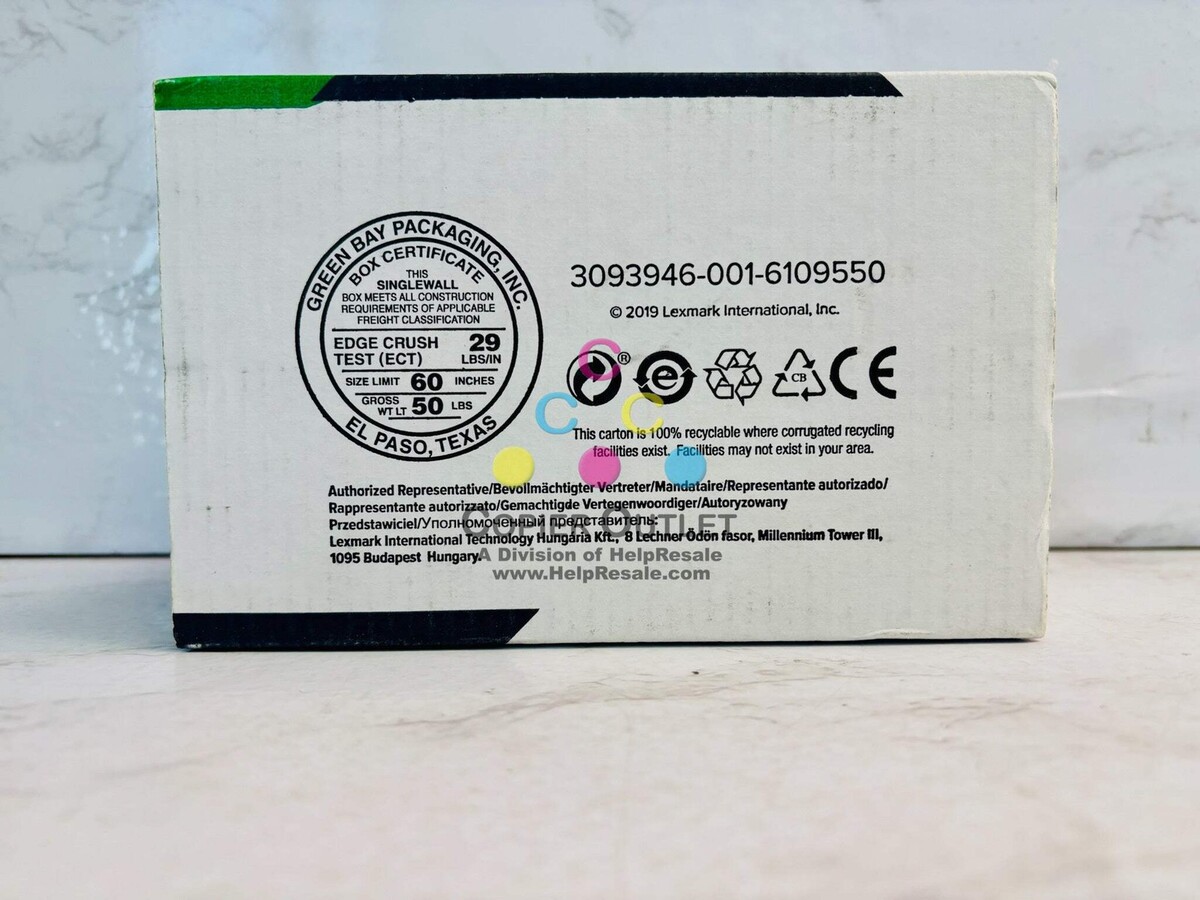 GREEN BAY PACKAGING, INC.
BOX CERTIFICATE
THIS
SINGLEWALL
BOX MEETS ALL CONSTRUCTION
REQUIREMENTS OF APPLICABLE
FREIGHT CLASSIFICATION
EDGE CRUSH TEST (ECT) 29 LBS/IN
SIZE LIMIT 60 INCHES
GROSS WT LT 50 LBS
EL PASO, TEXAS
3093946-001-6109550
© 2019 Lexmark International, Inc.
® e CB CE
C
C C
This carton is 100% recyclable where corrugated recycling
facilities exist. Facilities may not exist in your area.
Authorized Representative/Bevollmächtigter Vertreter/Mandataire/Representante autorizado/
Rappresentante autorizzato/Gemachtigde Vertegenwoordiger/Autoryzowany
Przedstawiciel/Уполномоченный представитель:
Lexmark International Technology Hungária Kft., 8 Lechner Ödön fasor, Millennium Tower III,
1095 Budapest Hungary.
COPIER OUTLET
A Division of HelpResale
www.HelpResale.com